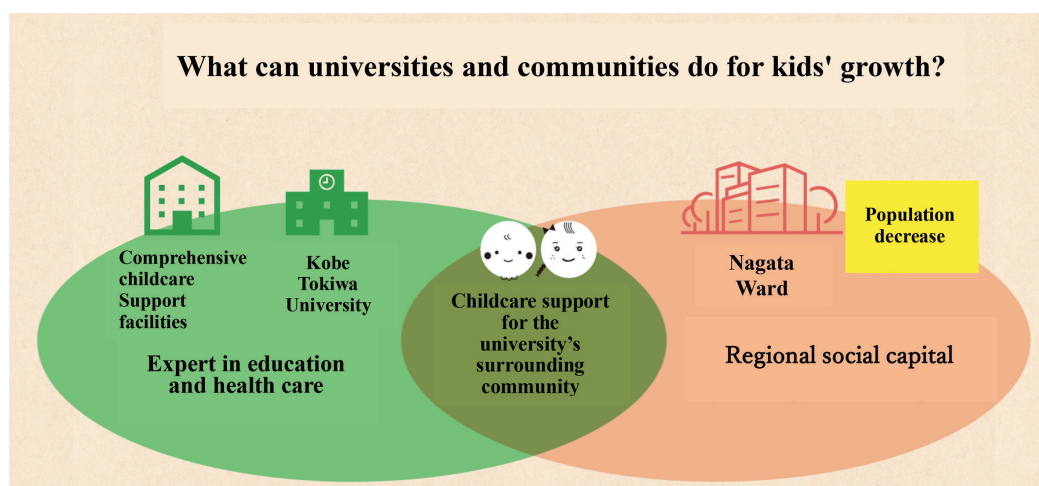 What can universities and communities do for kids' growth?
Comprehensive
childcare
Support
facilities
Kobe
Tokiwa
University
Expert in education
and health care
Childcare support
for the
university's
surrounding
community
Nagata
Ward
Population
decrease
Regional social capital